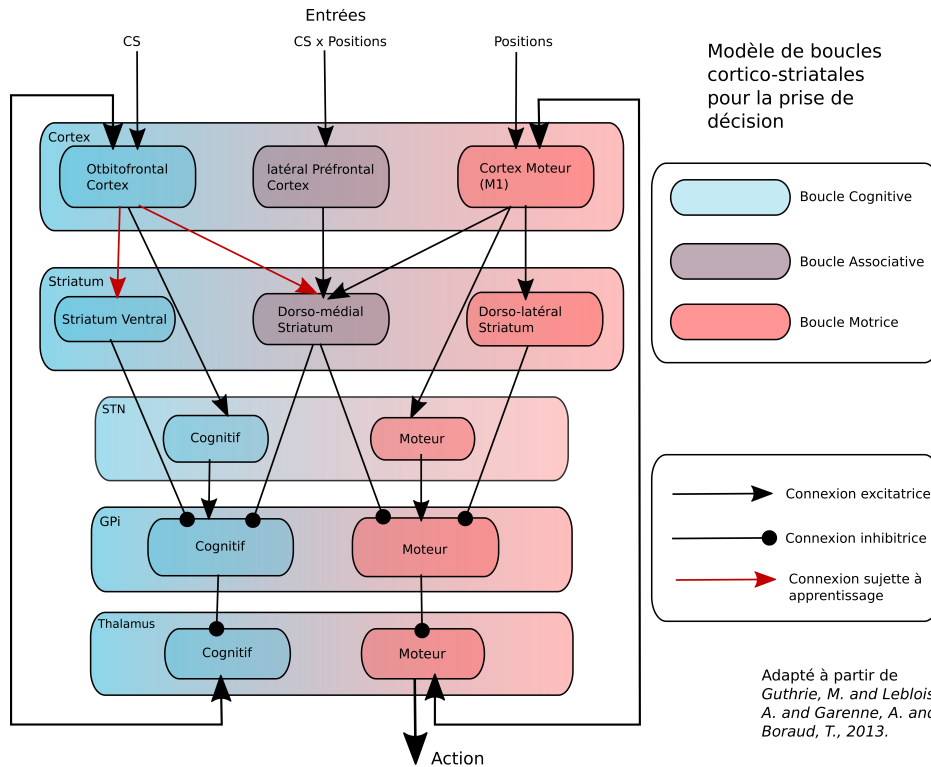 Entrées
CS
CS x Positions
Positions
Modèle de boucles
cortico-striatales
pour la prise de
décision
Cortex
Otbitofrontal
Cortex
latéral Préfrontal
Cortex
Cortex Moteur
(M1)
Boucle Cognitive
Boucle Associative
Boucle Motrice
Striatum
Striatum Ventral
Dorso-médial
Striatum
Dorso-latéral
Striatum
STN
Cognitif
Moteur
GPi
Cognitif
Moteur
Connexion excitatrice
Connexion inhibitrice
Connexion sujette à
apprentissage
Thalamus
Cognitif
Moteur
Action
Adapté à partir de
Guthrie, M. and Leblois
A. and Garenne, A. and
Boraud, T., 2013.